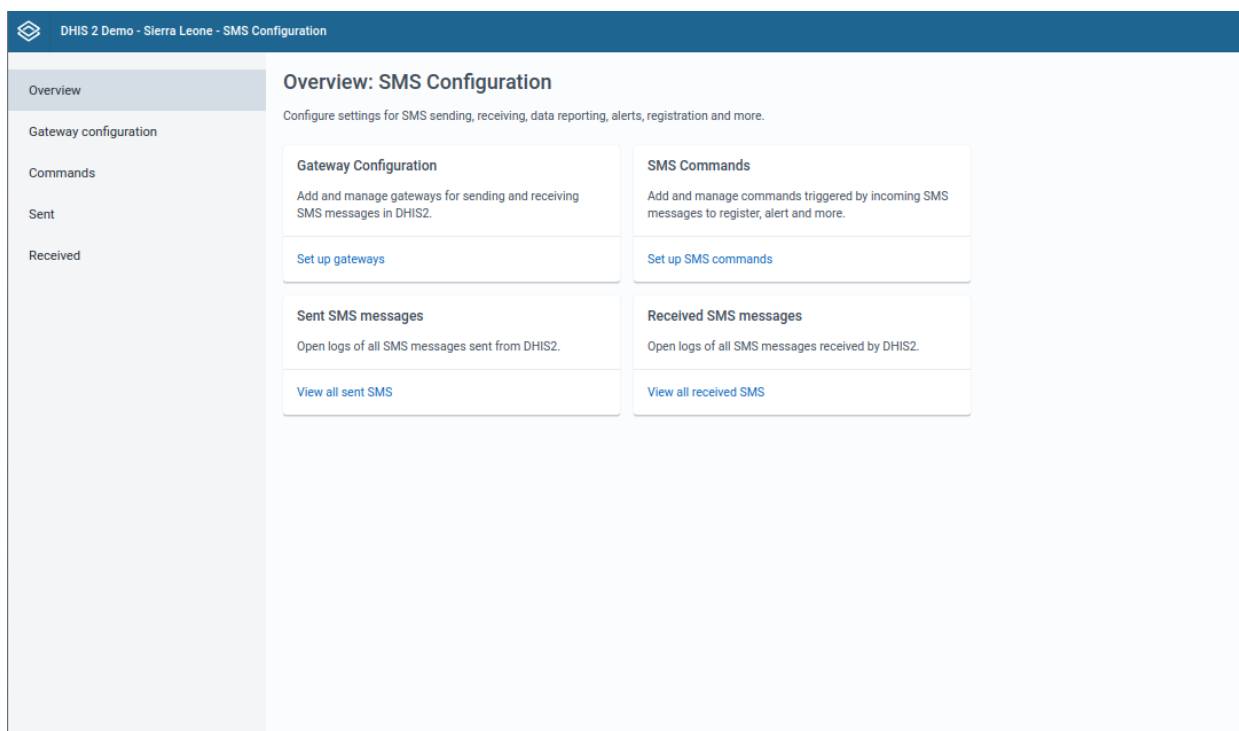 DHIS 2 Demo - Sierra Leone - SMS Configuration
Overview
Gateway configuration
Commands
Sent
Received
Overview: SMS Configuration
Configure settings for SMS sending, receiving, data reporting, alerts, registration and more.
Gateway Configuration
Add and manage gateways for sending and receiving
SMS messages in DHIS2.
Set up gateways
SMS Commands
Add and manage commands triggered by incoming SMS
messages to register, alert and more.
Set up SMS commands
Sent SMS messages
Open logs of all SMS messages sent from DHIS2.
View all sent SMS
Received SMS messages
Open logs of all SMS messages received by DHIS2.
View all received SMS